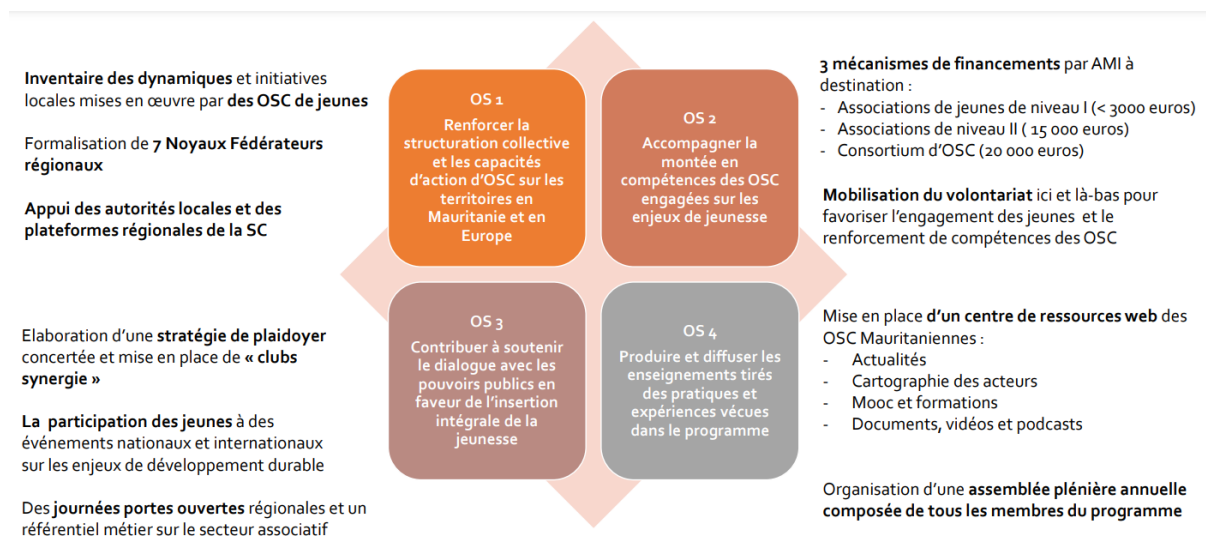 Inventaire des dynamiques et initiatives
locales mises en œuvre par des OSC de jeunes
Formalisation de 7 Noyaux Fédérateurs
régionaux
Appui des autorités locales et des
plateformes régionales de la SC
OS 1
Renforcer la
structuration collective
et les capacités
d'action d'OSC sur les
territoires en
Mauritanie et en
Europe
OS 2
Accompagner la
montée en
compétences des OSC
engagées sur les
enjeux de jeunesse
3 mécanismes de financements par AMI à
destination :
- Associations de jeunes de niveau I (< 3000 euros)
- Associations de niveau II ( 15 000 euros)
- Consortium d'OSC (20 000 euros)
Mobilisation du volontariat ici et là-bas pour
favoriser l'engagement des jeunes et le
renforcement de compétences des OSC
Elaboration d'une stratégie de plaidoyer
concertée et mise en place de « clubs
synergie »
La participation des jeunes à des
événements nationaux et internationaux
sur les enjeux de développement durable
Des journées portes ouvertes régionales et un
référentiel métier sur le secteur associatif
OS 3
Contribuer à soutenir
le dialogue avec les
pouvoirs publics en
faveur de l'insertion
intégrale de la
jeunesse
OS 4
Produire et diffuser les
enseignements tirés
des pratiques et
expériences vécues
dans le programme
Mise en place d'un centre de ressources web des
OSC Mauritaniennes :
- Actualités
- Cartographie des acteurs
- Mooc et formations
- Documents, vidéos et podcasts
Organisation d'une assemblée plénière annuelle
composée de tous les membres du programme